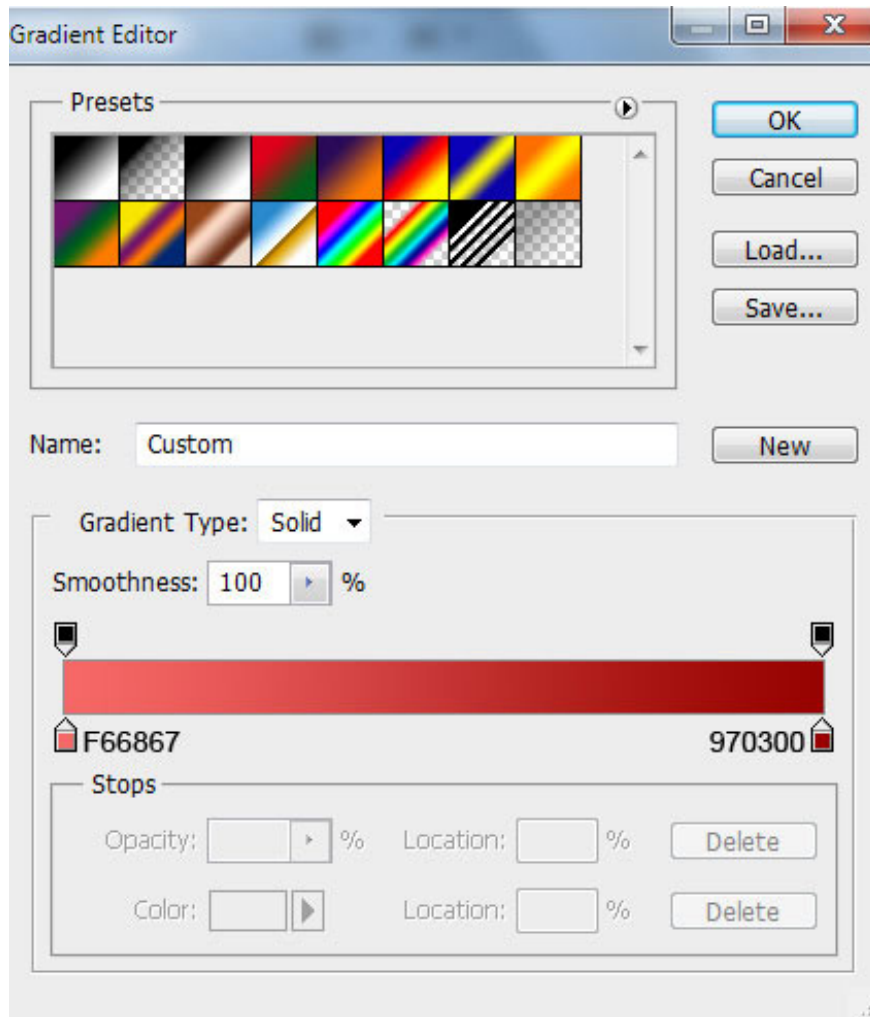 Gradient Editor
Presets
OK
Cancel
Load...
Save...
Name: Custom
New
Gradient Type: Solid
Smoothness: 100 %
F66867 970300
Stops
Opacity: % Location: % Delete
Color: Location: % Delete